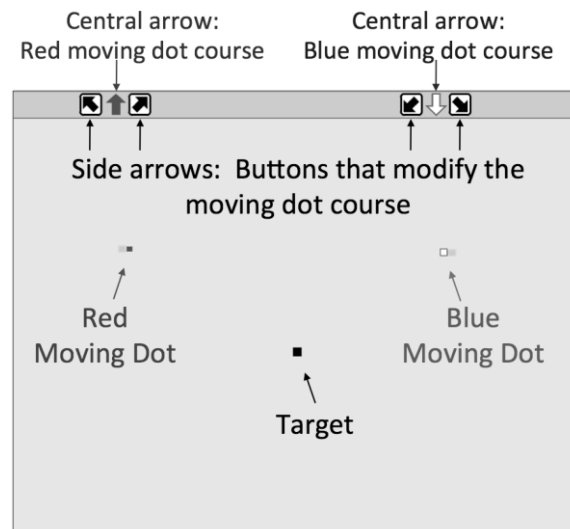 Central arrow:
Red moving dot course
Central arrow:
Blue moving dot course
Side arrows:  Buttons that modify the
moving dot course
Red
Moving Dot
Blue
Moving Dot
Target